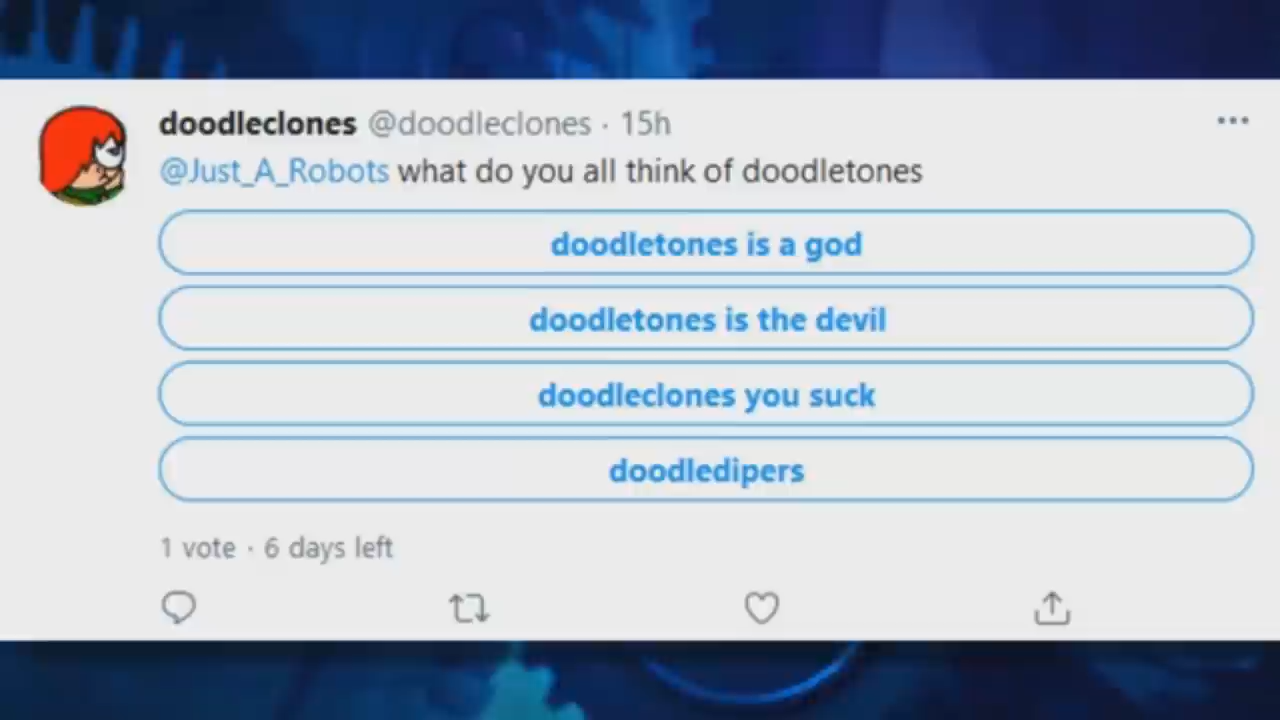 doodleclones @doodleclones · 15h
@Just_A_Robots what do you all think of doodletones
doodletones is a god
doodletones is the devil
doodleclones you suck
doodledipers
1 vote · 6 days left